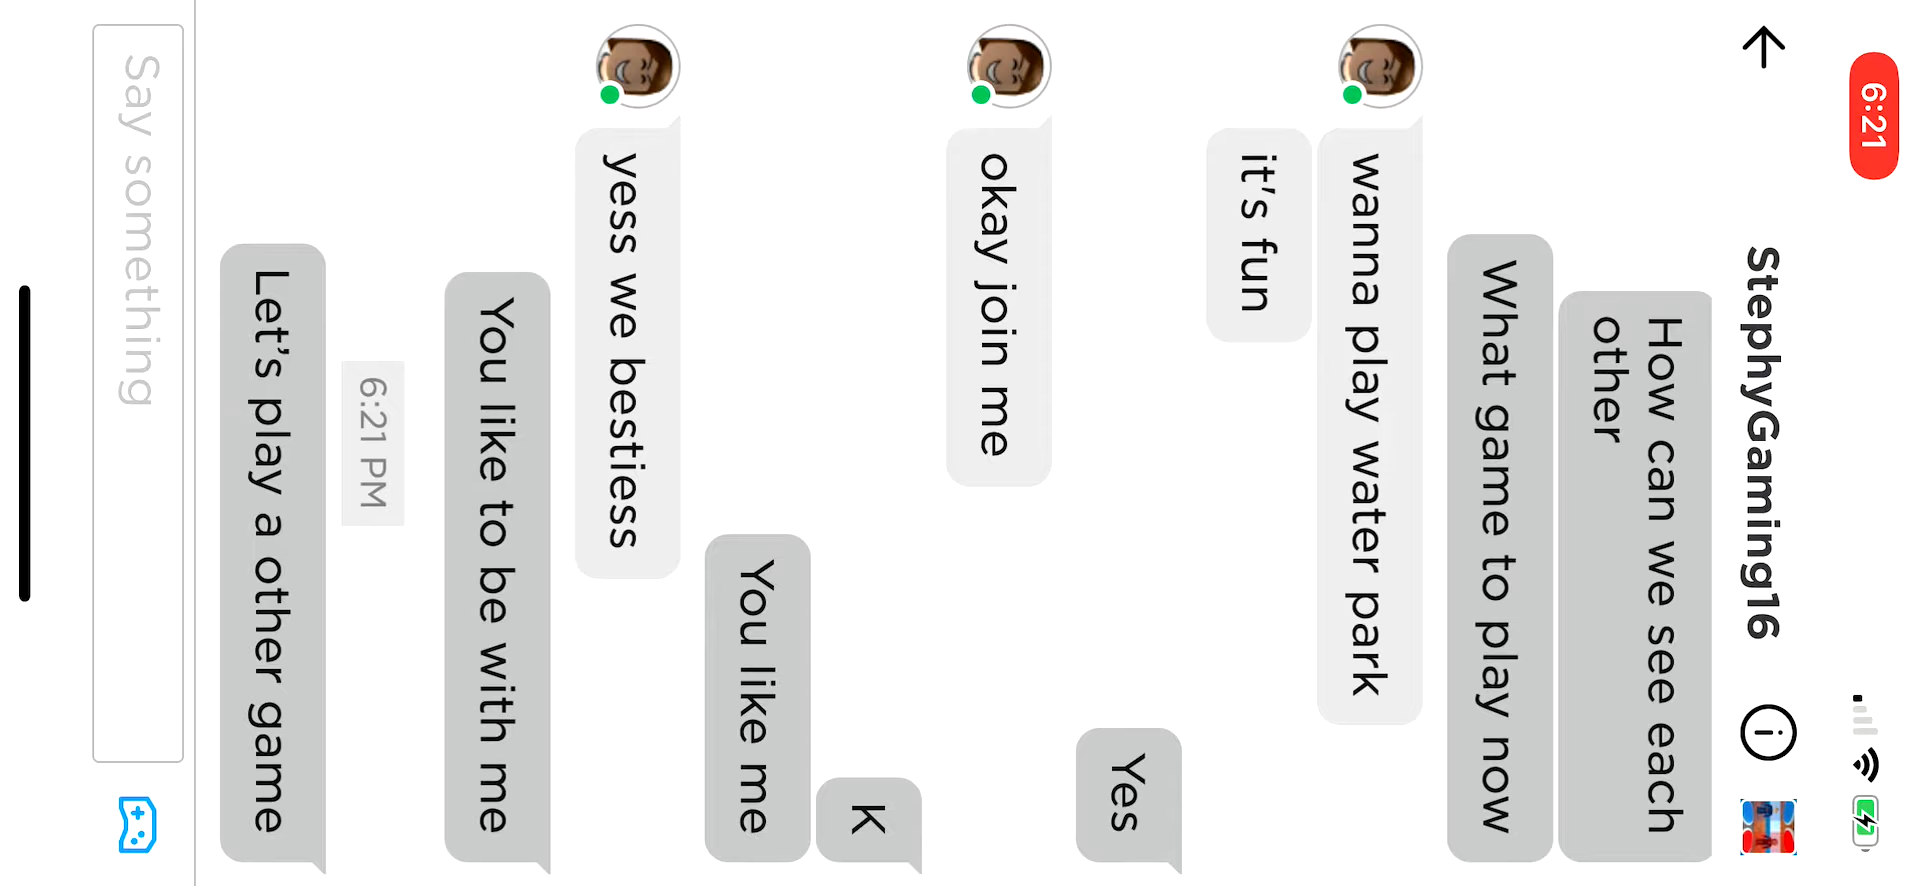 6:21
StephyGaming16
How can we see each
other
What game to play now
wanna play water park
it's fun
Yes
okay join me
K
You like me
yess we bestiess
You like to be with me
6:21 PM
Let's play a other game
Say something